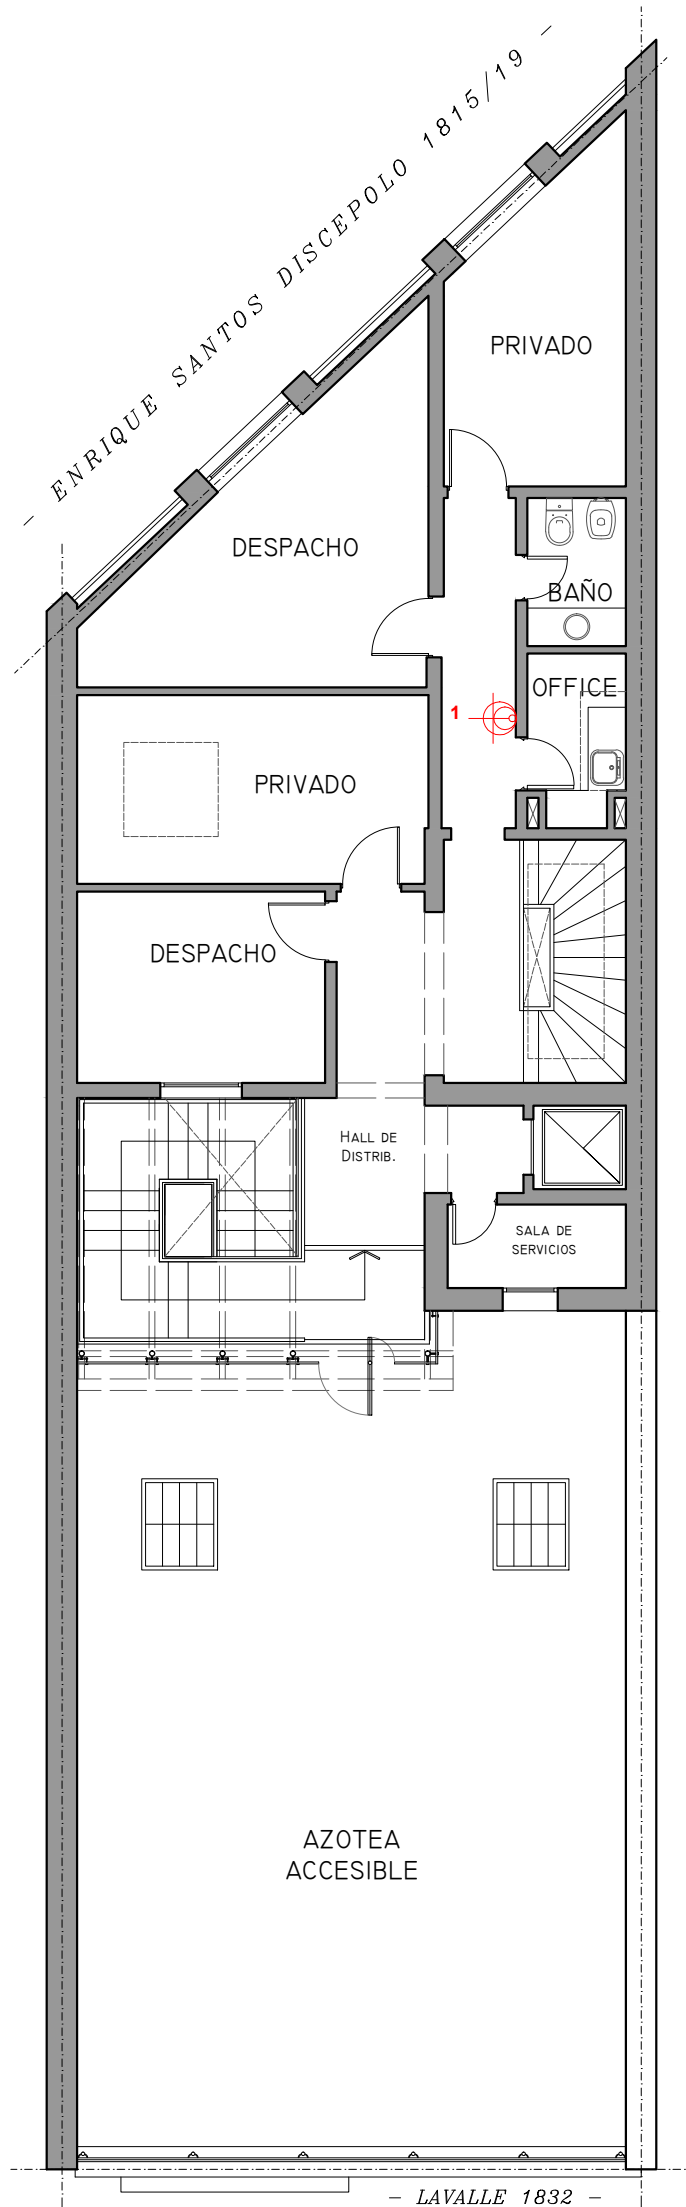 - ENRIQUE SANTOS DISCEPOLO 1815/19 -
PRIVADO
DESPACHO
BAÑO
OFFICE
1
PRIVADO
DESPACHO
HALL DE
DISTRIB.
SALA DE
SERVICIOS
AZOTEA
ACCESIBLE
- LAVALLE 1832 -